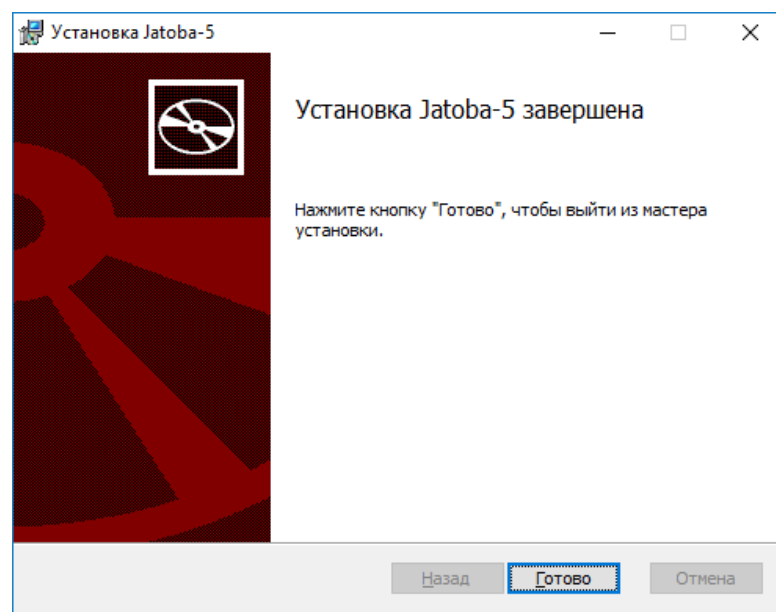 Установка Jatoba-5
Установка Jatoba-5 завершена
Нажмите кнопку "Готово", чтобы выйти из мастера
установки.
Назад
Готово
Отмена